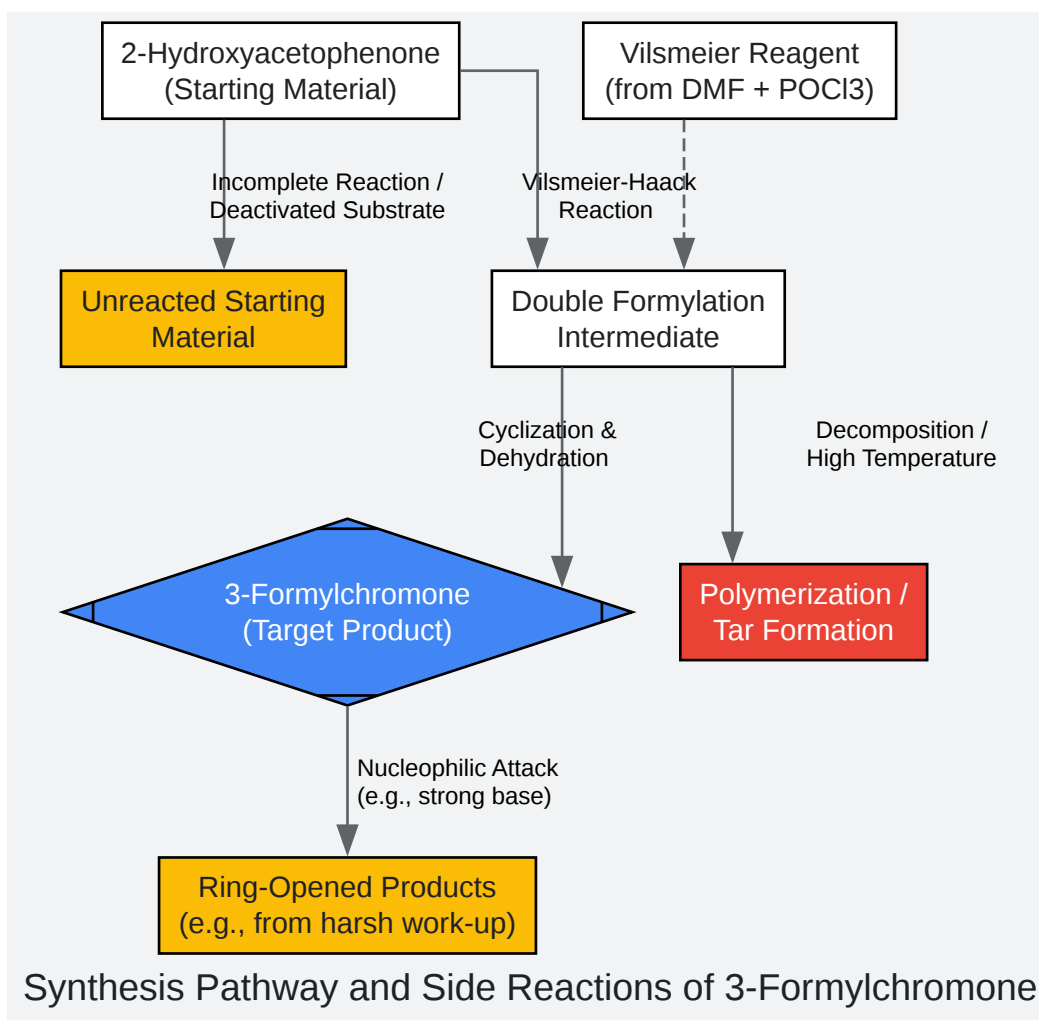 2-Hydroxyacetophenone
(Starting Material)
Vilsmeier Reagent
(from DMF + POCl3)
Incomplete Reaction /
Deactivated Substrate
Vilsmeier-Haack
Reaction
Unreacted Starting
Material
Double Formylation
Intermediate
Cyclization &
Dehydration
Decomposition /
High Temperature
3-Formylchromone
(Target Product)
Polymerization /
Tar Formation
Nucleophilic Attack
(e.g., strong base)
Ring-Opened Products
(e.g., from harsh work-up)
Synthesis Pathway and Side Reactions of 3-Formylchromone